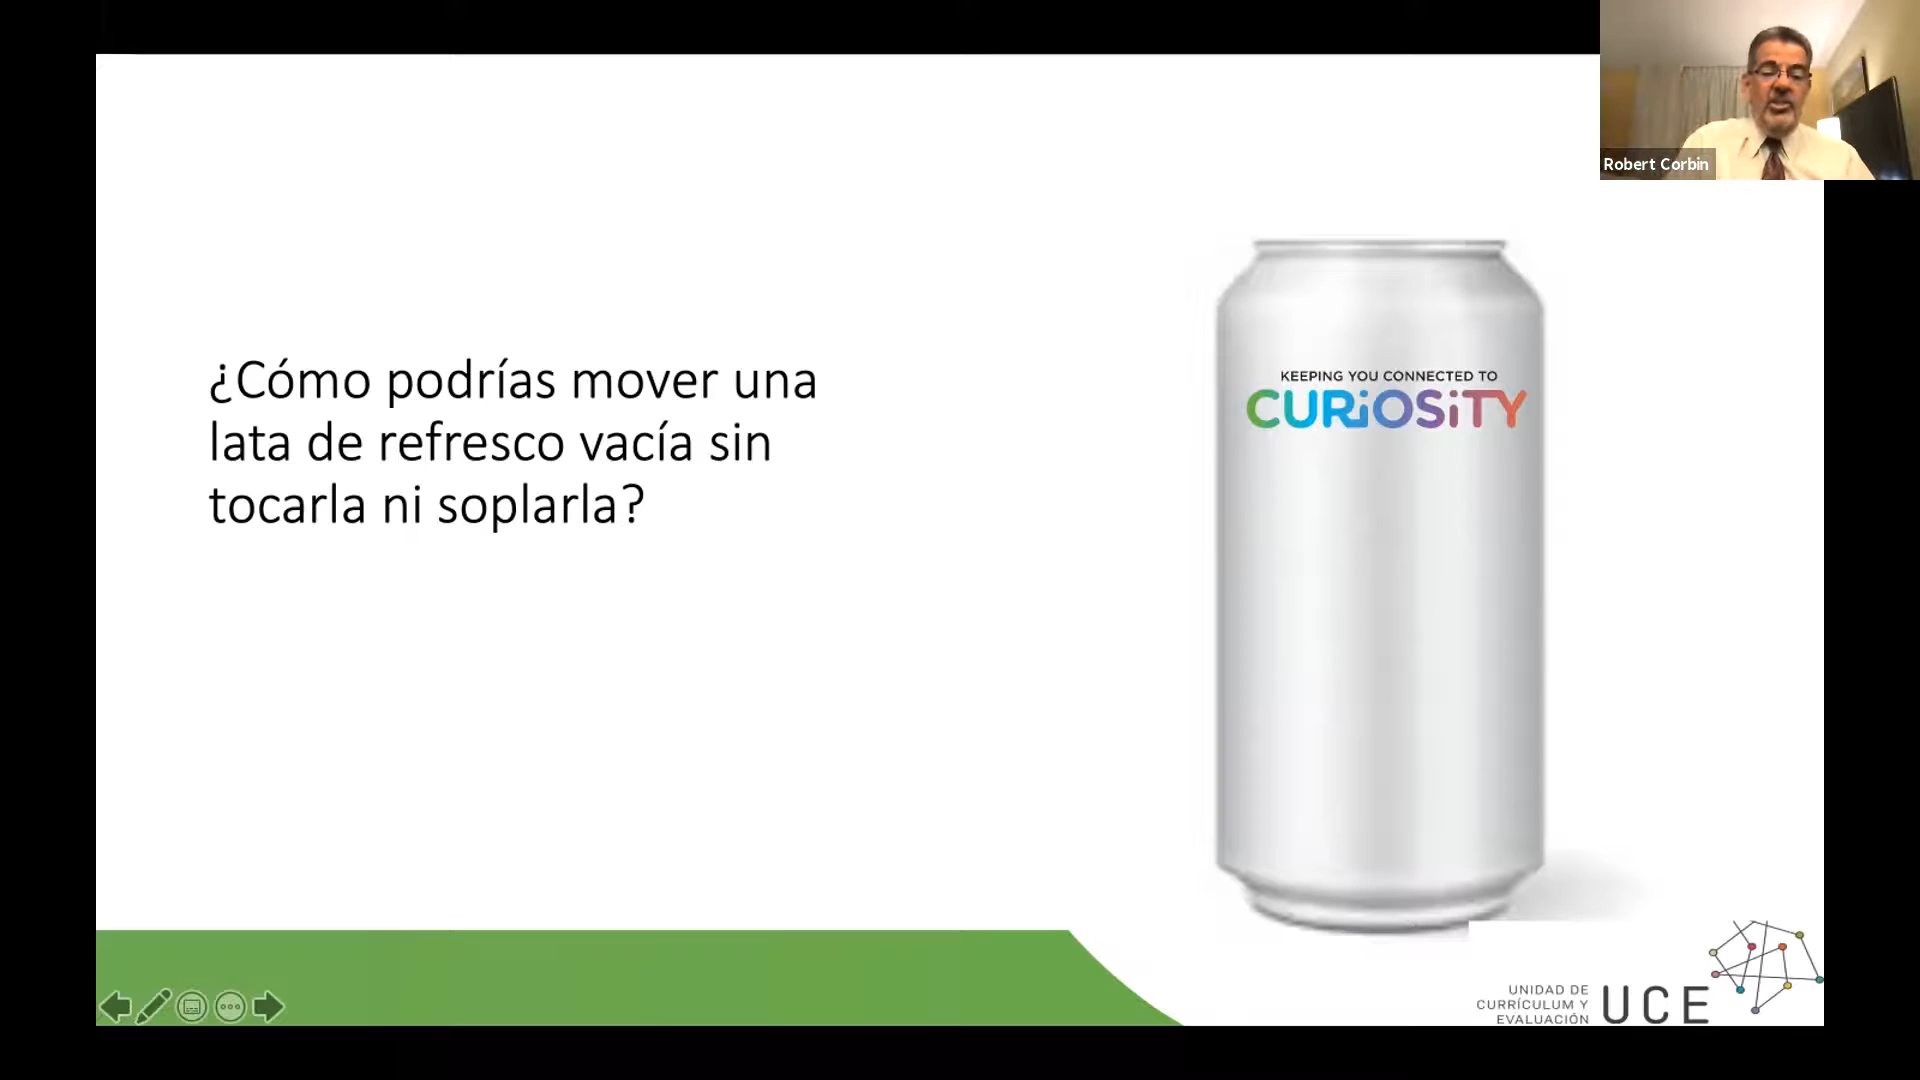 Robert Corbin
¿Cómo podrías mover una
lata de refresco vacía sin
tocarla ni soplarla?
KEEPING YOU CONNECTED TO
CURiOSiTY
UNIDAD DE
CURRÍCULUM Y
EVALUACIÓN
UCE